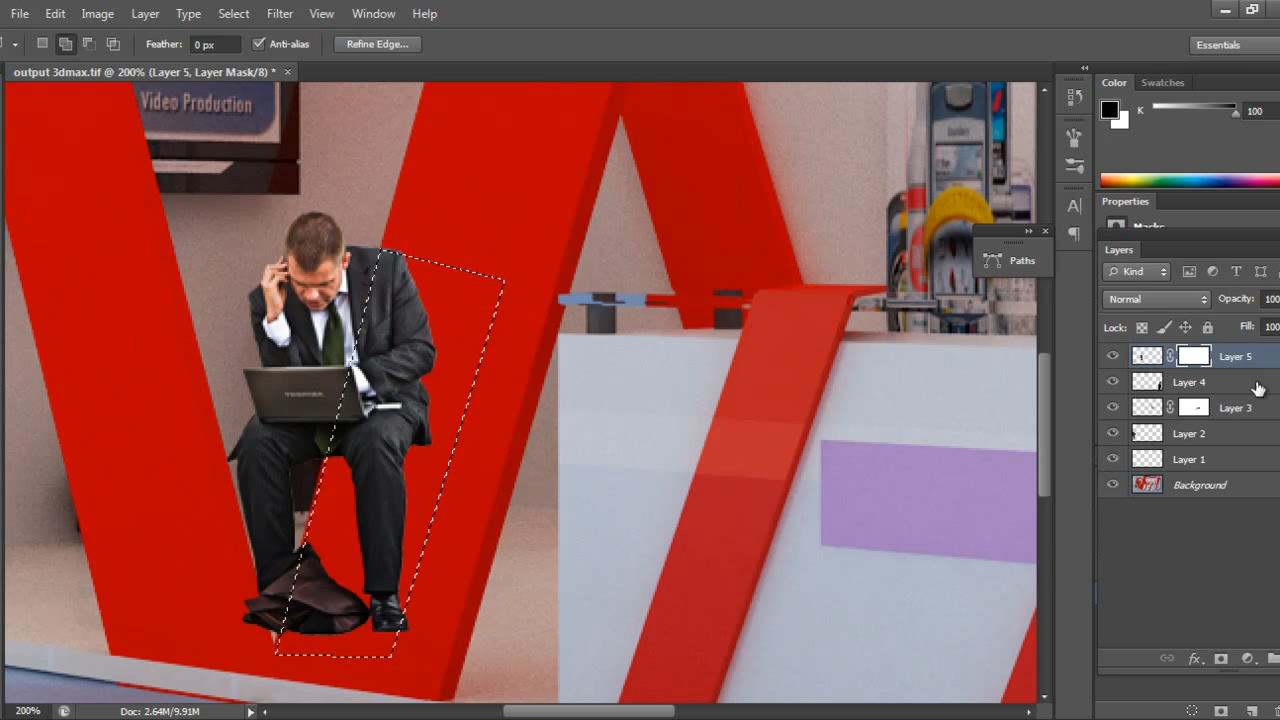 File Edit Image Layer Type Select Filter View Window Help
Feather: 0 px Anti-alias Refine Edge... Essentials
output 3dmax.tif @ 200% (Layer 5, Layer Mask/8) * ×
Color Swatches
K 100
Video Production
Properties
Masks
Paths
Layers
Kind
Normal Opacity: 100
Lock: Fill: 100
Layer 5
Layer 4
Layer 3
Layer 2
Layer 1
Background
TOSHIBA
fx
200% Doc: 2.64M/9.91M